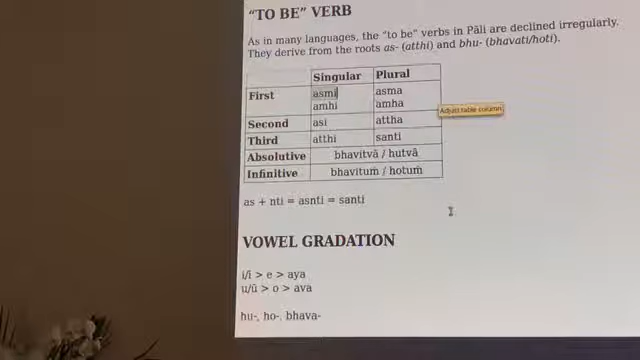 “TO BE” VERB
As in many languages, the “to be” verbs in Pāli are declined irregularly.
They derive from the roots as- (atthi) and bhu- (bhavati/hoti).
Singular Plural
First asmi asma
amhi amha
Second asi attha
Third atthi santi
Absolutive bhavitvā / hutvā
Infinitive bhavituṁ / hotuṁ
Adjust table column
as + nti = asnti = santi
VOWEL GRADATION
i/ī > e > aya
u/ū > o > ava
hu-, ho-, bhava-